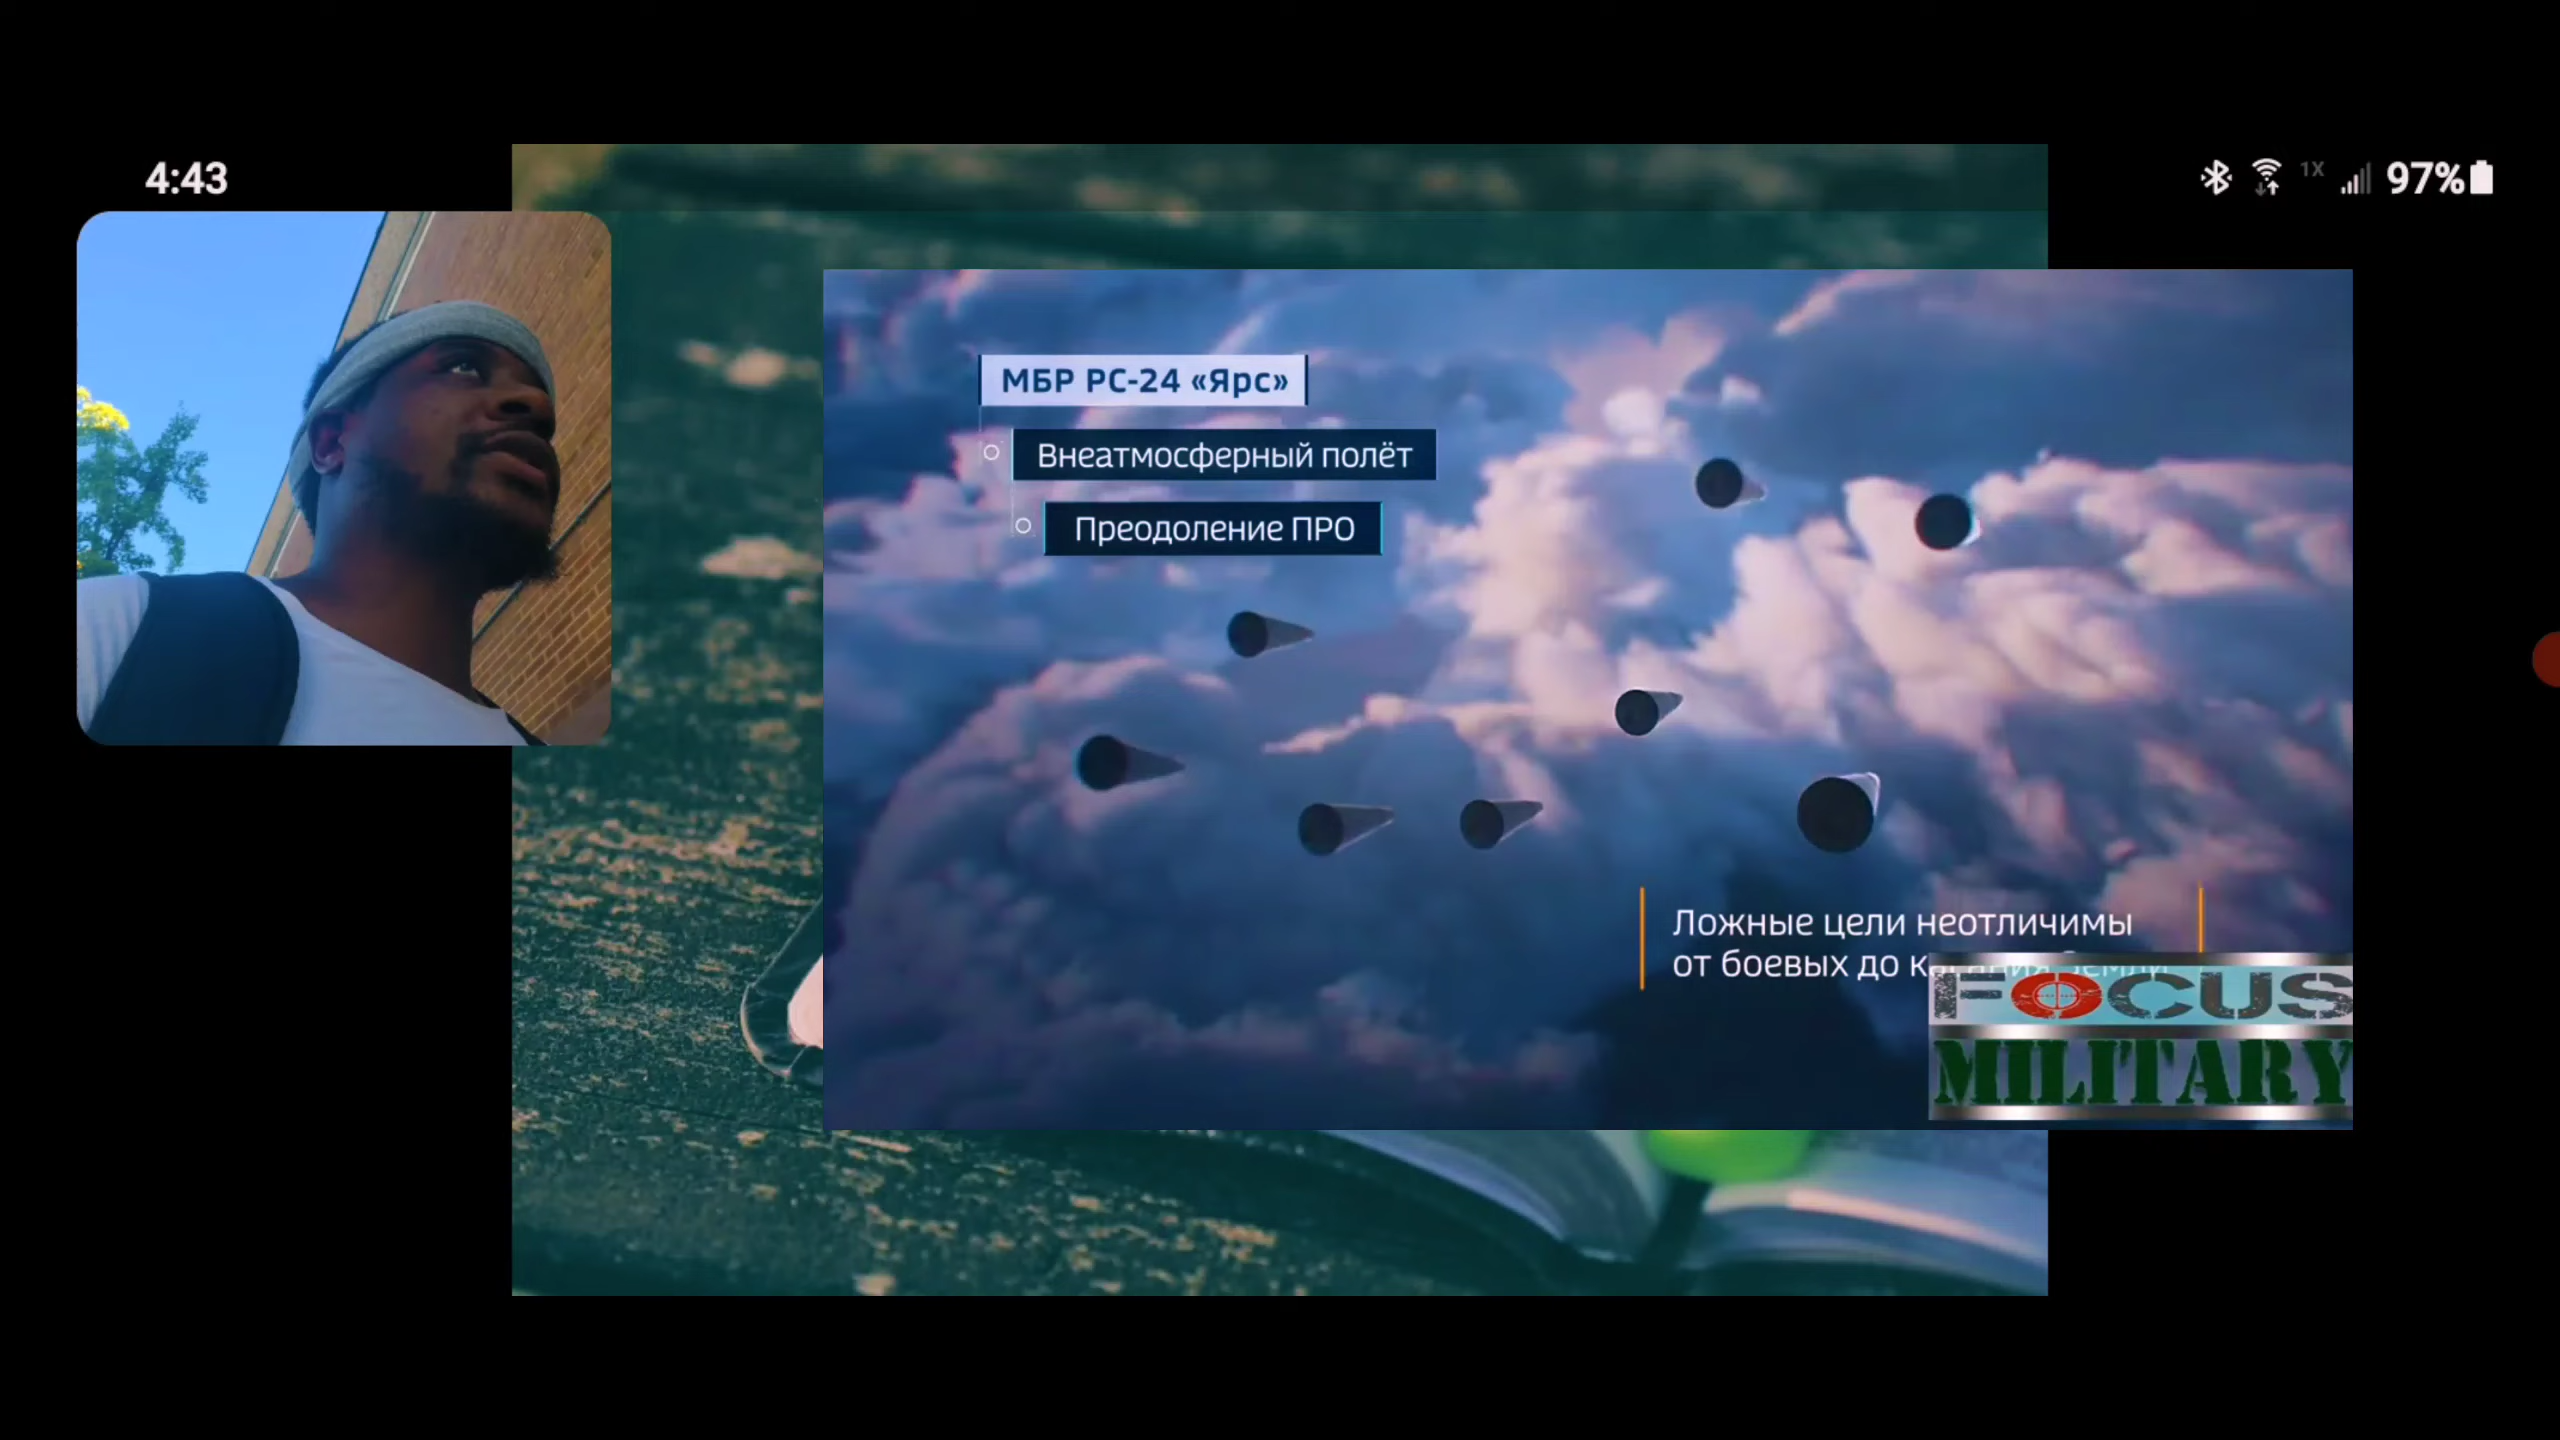 4:43
1X
97%
МБР РС-24 «Ярс»
Внеатмосферный полёт
Преодоление ПРО
Ложные цели неотличимы
от боевых до
FOCUS
MILITARY